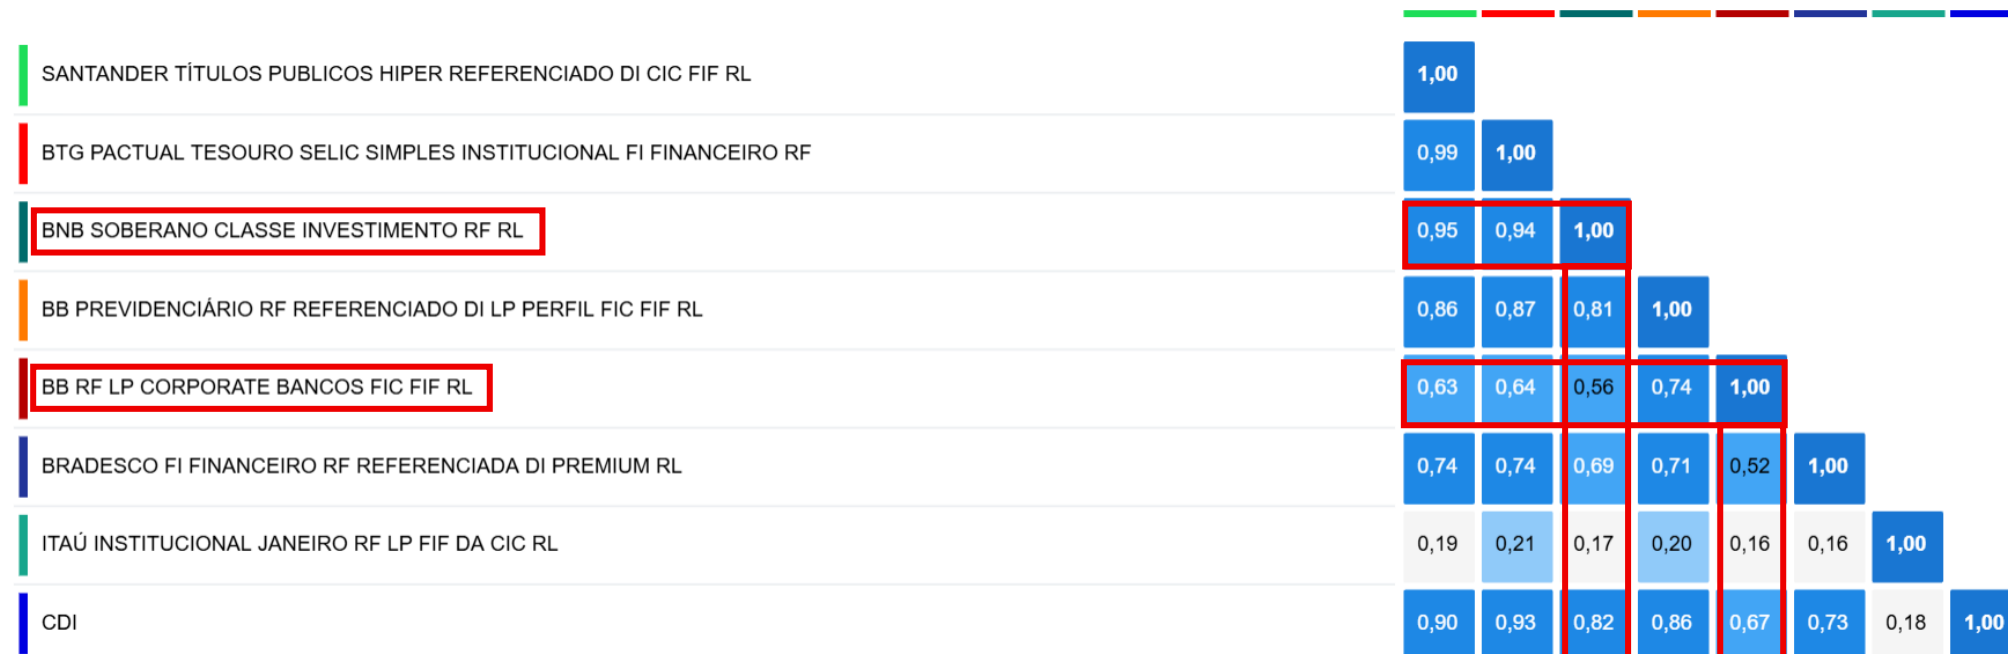 SANTANDER TÍTULOS PUBLICOS HIPER REFERENCIADO DI CIC FIF RL 1,00
BTG PACTUAL TESOURO SELIC SIMPLES INSTITUCIONAL FI FINANCEIRO RF 0,99 1,00
BNB SOBERANO CLASSE INVESTIMENTO RF RL 0,95 0,94 1,00
BB PREVIDENCIÁRIO RF REFERENCIADO DI LP PERFIL FIC FIF RL 0,86 0,87 0,81 1,00
BB RF LP CORPORATE BANCOS FIC FIF RL 0,63 0,64 0,56 0,74 1,00
BRADESCO FI FINANCEIRO RF REFERENCIADA DI PREMIUM RL 0,74 0,74 0,69 0,71 0,52 1,00
ITAÚ INSTITUCIONAL JANEIRO RF LP FIF DA CIC RL 0,19 0,21 0,17 0,20 0,16 0,16 1,00
CDI 0,90 0,93 0,82 0,86 0,67 0,73 0,18 1,00